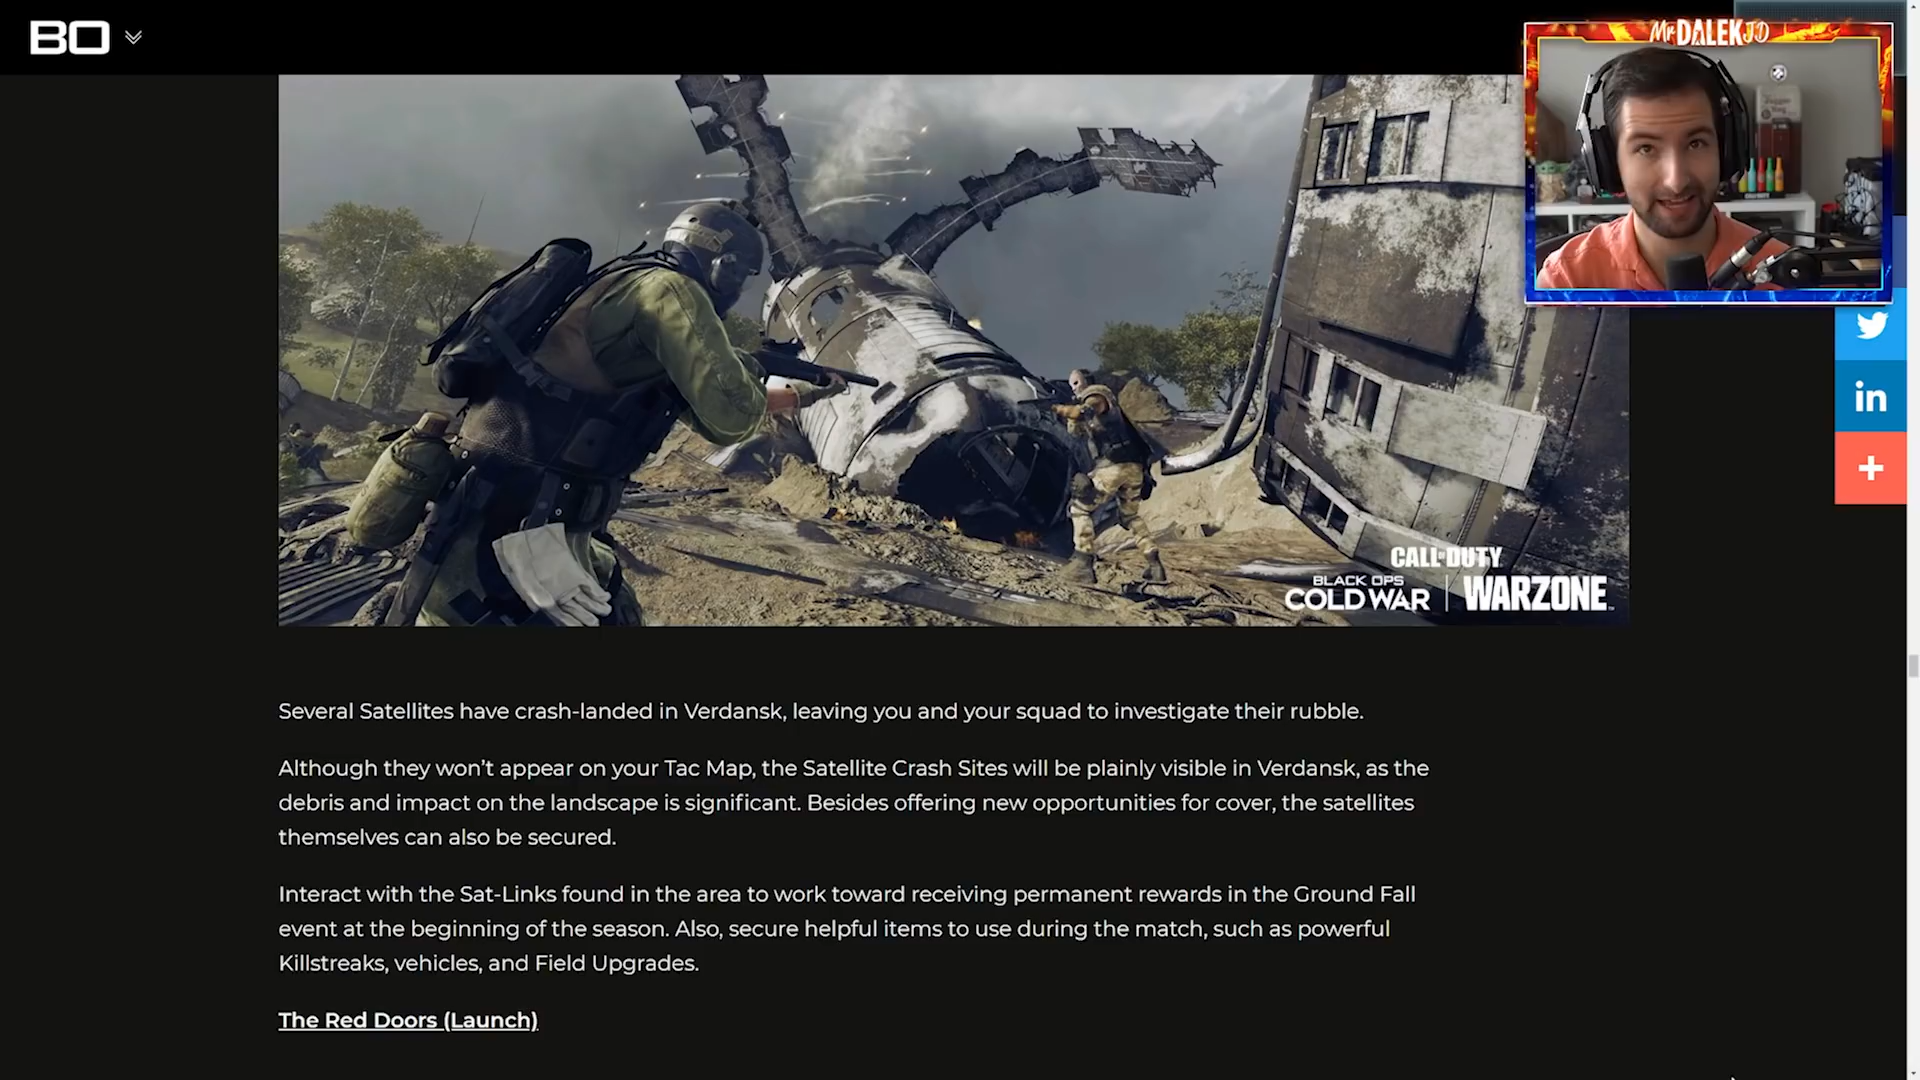 BO
MrDALEKJD
in
CALL OF DUTY
BLACK OPS
COLD WAR
WARZONE
Several Satellites have crash-landed in Verdansk, leaving you and your squad to investigate their rubble.
Although they won’t appear on your Tac Map, the Satellite Crash Sites will be plainly visible in Verdansk, as the
debris and impact on the landscape is significant. Besides offering new opportunities for cover, the satellites
themselves can also be secured.
Interact with the Sat-Links found in the area to work toward receiving permanent rewards in the Ground Fall
event at the beginning of the season. Also, secure helpful items to use during the match, such as powerful
Killstreaks, vehicles, and Field Upgrades.
The Red Doors (Launch)